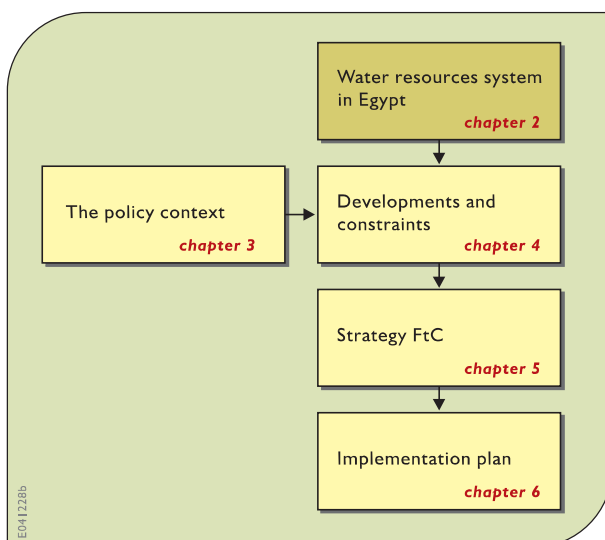 Water resources system
in Egypt
chapter 2
The policy context
chapter 3
Developments and
constraints
chapter 4
Strategy FtC
chapter 5
Implementation plan
chapter 6
E041228b